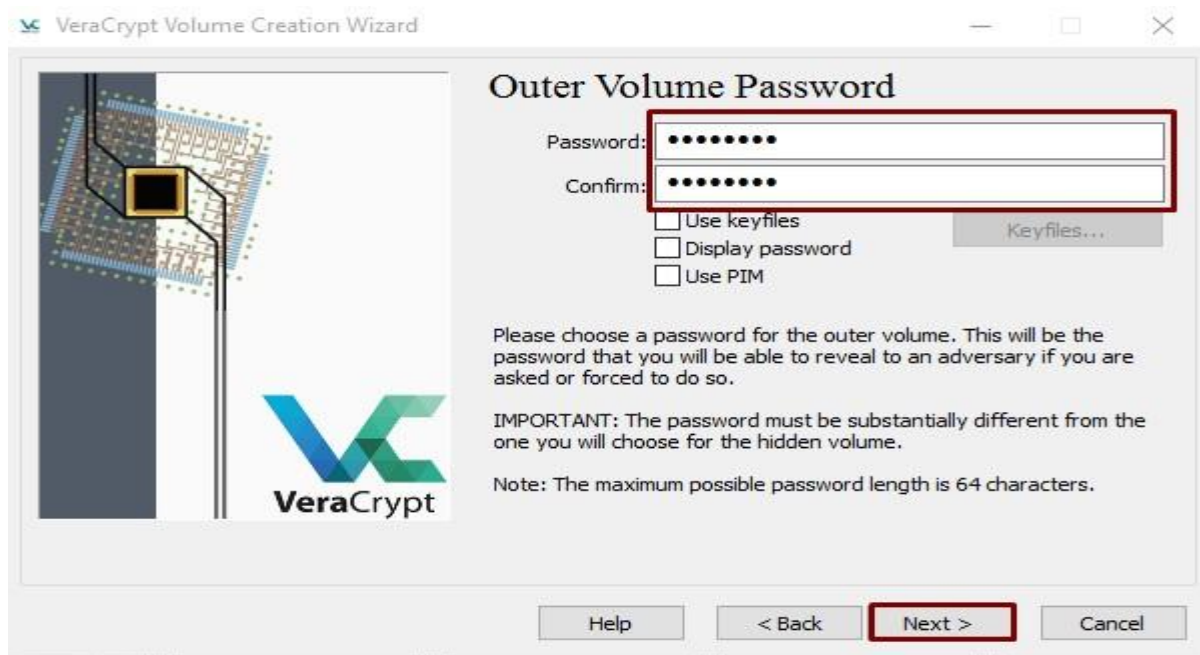 VeraCrypt Volume Creation Wizard
Outer Volume Password
Password: ●●●●●●●●
Confirm: ●●●●●●●●
Use keyfiles
Keyfiles...
Display password
Use PIM
Please choose a password for the outer volume. This will be the
password that you will be able to reveal to an adversary if you are
asked or forced to do so.
IMPORTANT: The password must be substantially different from the
one you will choose for the hidden volume.
Note: The maximum possible password length is 64 characters.
VeraCrypt
Help < Back Next > Cancel